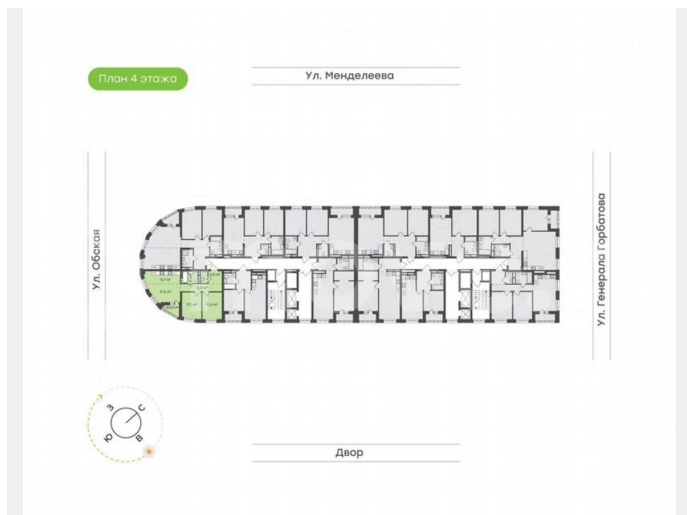 План 4 этажа
Ул. Менделеева
Ул. Обская
Ул. Генерала Горбатова
З
С
Ю
В
Двор